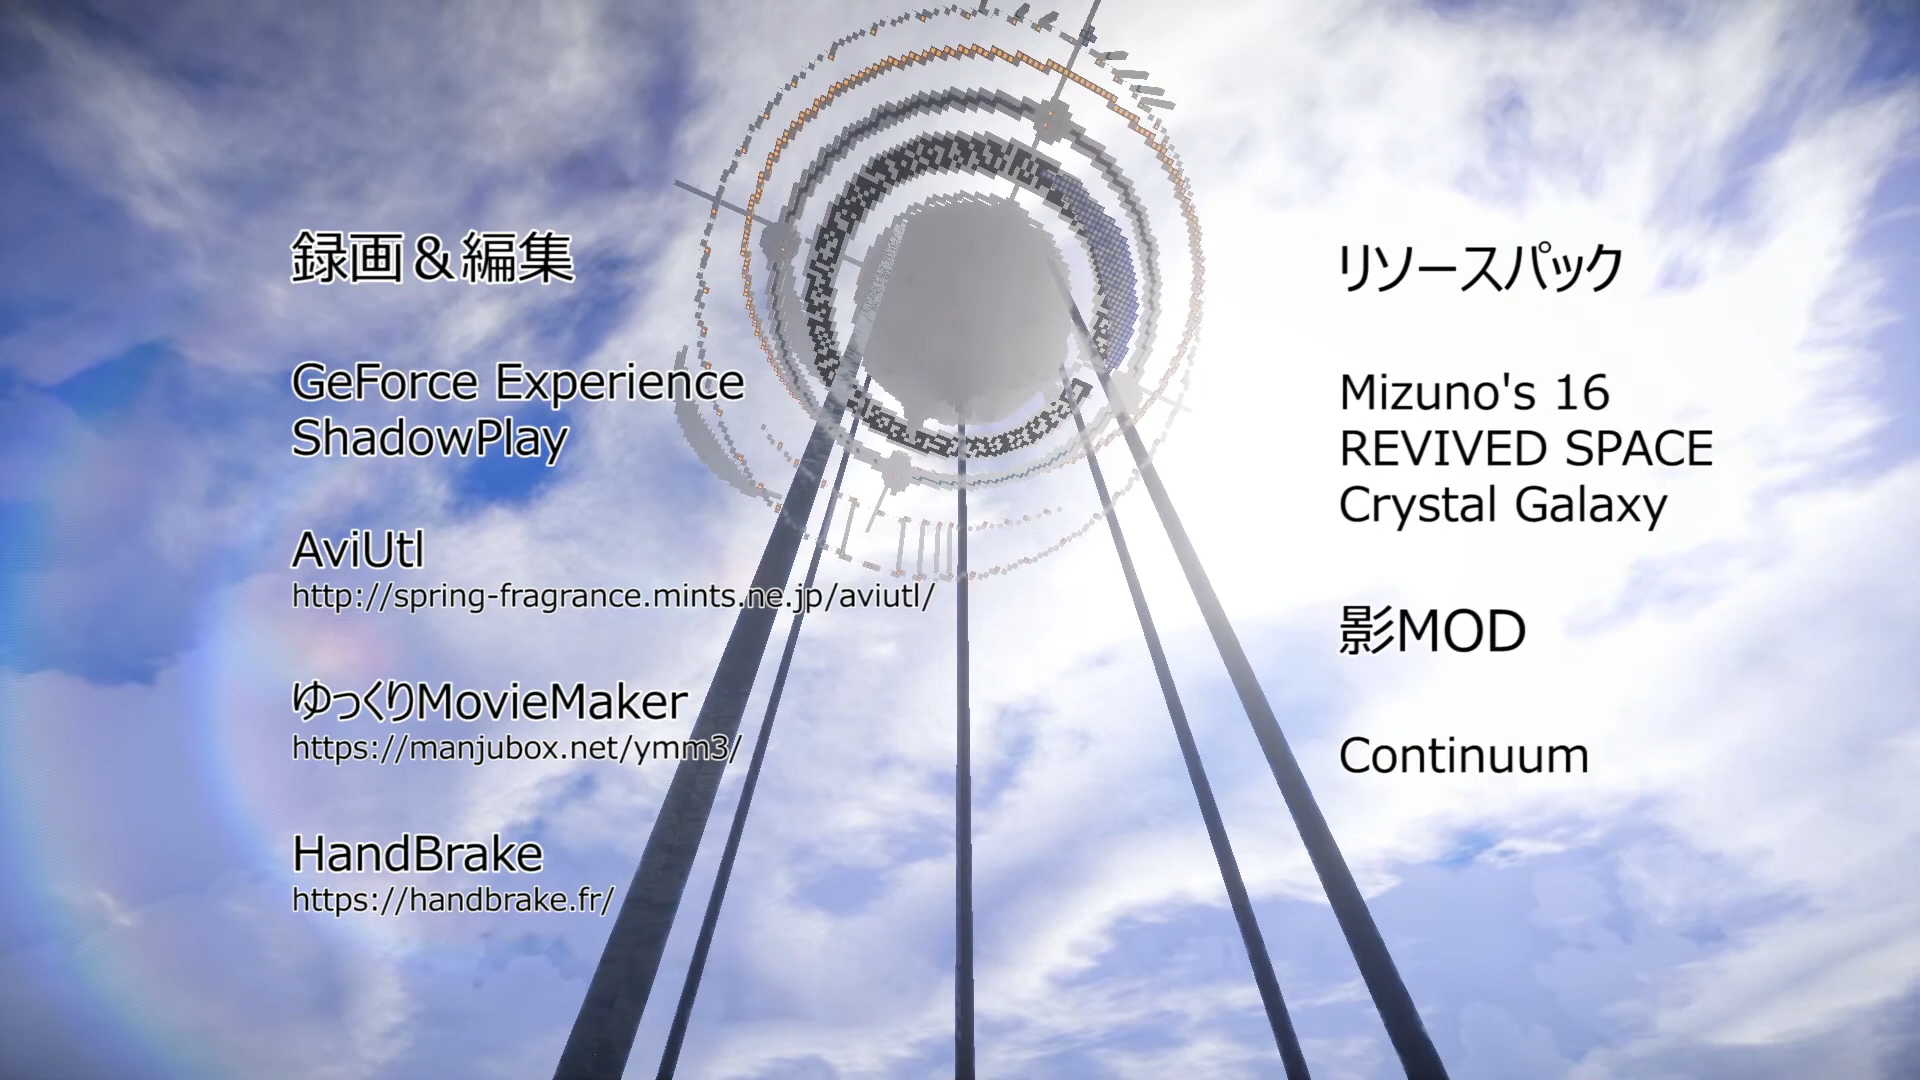 録画＆編集
GeForce Experience
ShadowPlay
AviUtl
http://spring-fragrance.mints.ne.jp/aviutl/
ゆっくりMovieMaker
https://manjubox.net/ymm3/
HandBrake
https://handbrake.fr/
リソースパック
Mizuno's 16
REVIVED SPACE
Crystal Galaxy
影MOD
Continuum